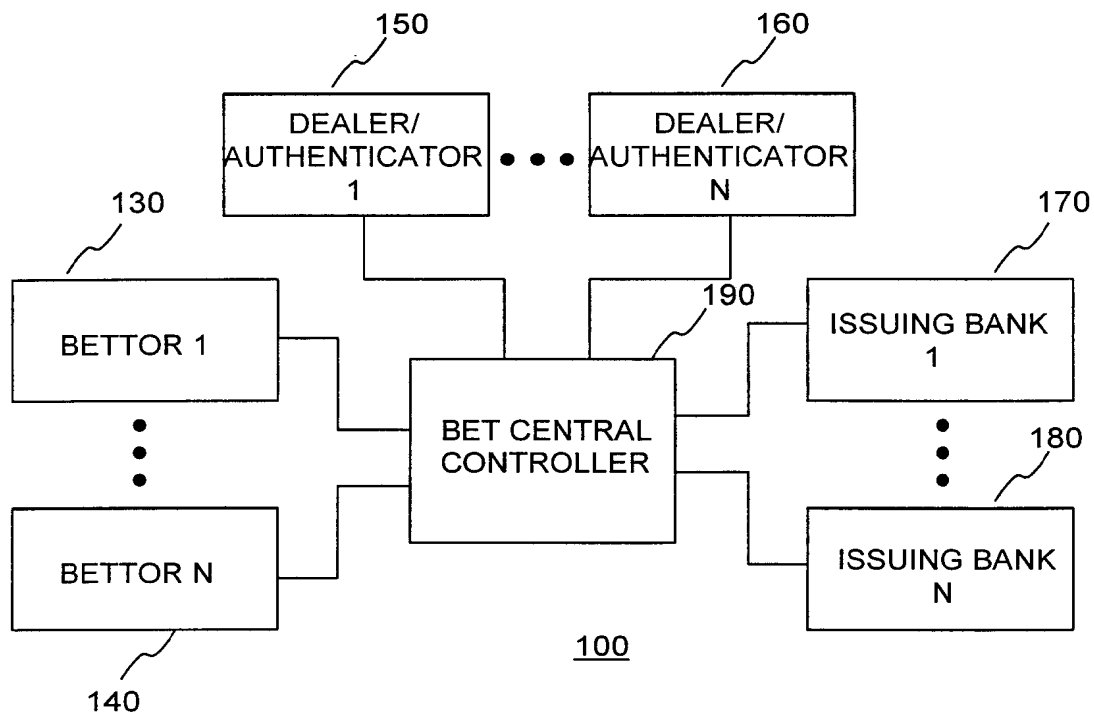 150
160
DEALER/
AUTHENTICATOR
1
DEALER/
AUTHENTICATOR
N
130
170
190
BETTOR 1
ISSUING BANK
1
BET CENTRAL
CONTROLLER
180
BETTOR N
ISSUING BANK
N
100
140